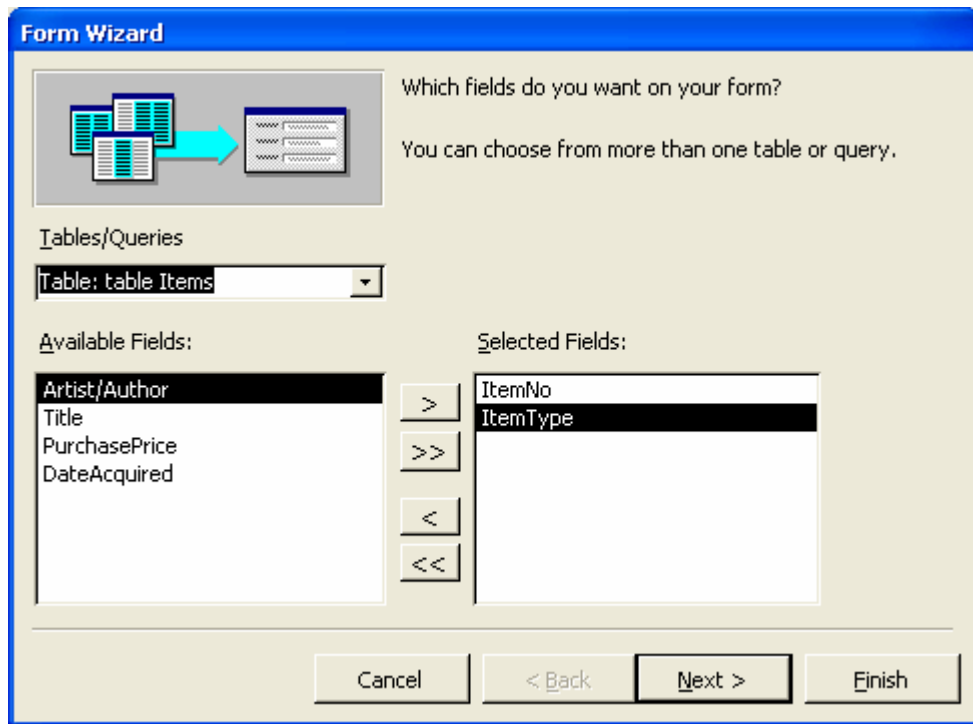 Form Wizard
Which fields do you want on your form?
You can choose from more than one table or query.
Tables/Queries
Table: table Items
Available Fields:
Artist/Author
Title
PurchasePrice
DateAcquired
>
>>
<
<<
Selected Fields:
ItemNo
ItemType
Cancel
< Back
Next >
Finish